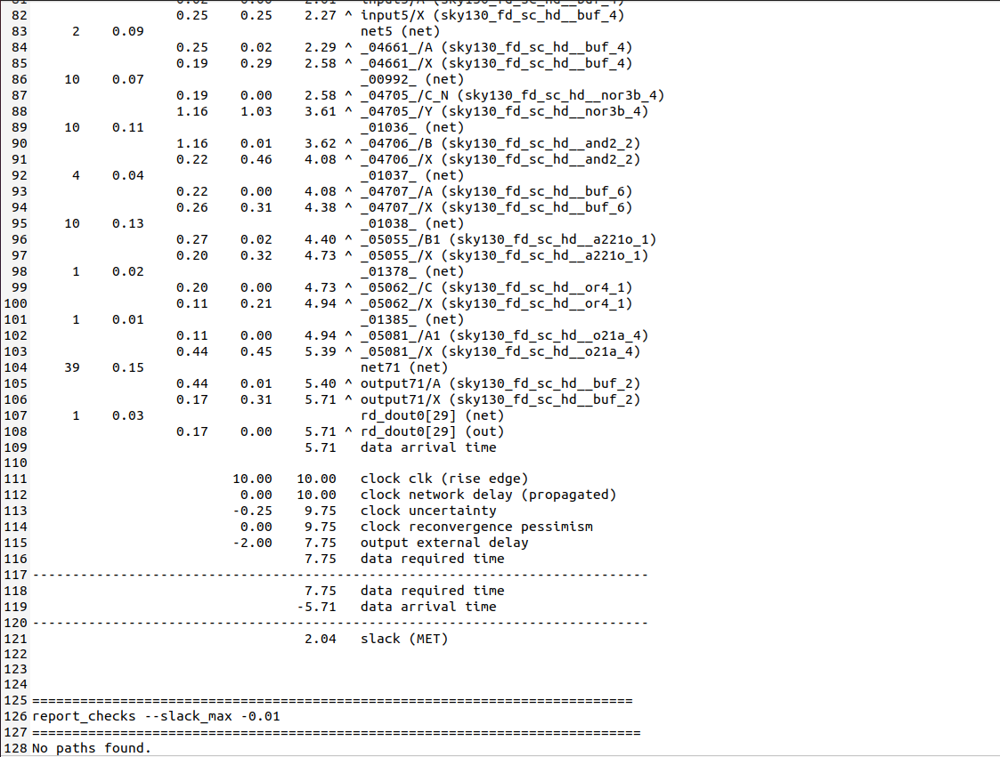 82 0.25 0.25 2.27 ^ input5/X (sky130_fd_sc_hd__buf_4)
83 2 0.09 net5 (net)
84 0.25 0.02 2.29 ^ _04661_/A (sky130_fd_sc_hd__buf_4)
85 0.19 0.29 2.58 ^ _04661_/X (sky130_fd_sc_hd__buf_4)
86 10 0.07 _00992_ (net)
87 0.19 0.00 2.58 ^ _04705_/C_N (sky130_fd_sc_hd__nor3b_4)
88 1.16 1.03 3.61 ^ _04705_/Y (sky130_fd_sc_hd__nor3b_4)
89 10 0.11 _01036_ (net)
90 1.16 0.01 3.62 ^ _04706_/B (sky130_fd_sc_hd__and2_2)
91 0.22 0.46 4.08 ^ _04706_/X (sky130_fd_sc_hd__and2_2)
92 4 0.04 _01037_ (net)
93 0.22 0.00 4.08 ^ _04707_/A (sky130_fd_sc_hd__buf_6)
94 0.26 0.31 4.38 ^ _04707_/X (sky130_fd_sc_hd__buf_6)
95 10 0.13 _01038_ (net)
96 0.27 0.02 4.40 ^ _05055_/B1 (sky130_fd_sc_hd__a221o_1)
97 0.20 0.32 4.73 ^ _05055_/X (sky130_fd_sc_hd__a221o_1)
98 1 0.02 _01378_ (net)
99 0.20 0.00 4.73 ^ _05062_/C (sky130_fd_sc_hd__or4_1)
100 0.11 0.21 4.94 ^ _05062_/X (sky130_fd_sc_hd__or4_1)
101 1 0.01 _01385_ (net)
102 0.11 0.00 4.94 ^ _05081_/A1 (sky130_fd_sc_hd__o21a_4)
103 0.44 0.45 5.39 ^ _05081_/X (sky130_fd_sc_hd__o21a_4)
104 39 0.15 net71 (net)
105 0.44 0.01 5.40 ^ output71/A (sky130_fd_sc_hd__buf_2)
106 0.17 0.31 5.71 ^ output71/X (sky130_fd_sc_hd__buf_2)
107 1 0.03 rd_dout0[29] (net)
108 0.17 0.00 5.71 ^ rd_dout0[29] (out)
109 5.71 data arrival time
110
111 10.00 10.00 clock clk (rise edge)
112 0.00 10.00 clock network delay (propagated)
113 -0.25 9.75 clock uncertainty
114 0.00 9.75 clock reconvergence pessimism
115 -2.00 7.75 output external delay
116 7.75 data required time
117 -----------------------------------------------------------------------------
118 7.75 data required time
119 -5.71 data arrival time
120 -----------------------------------------------------------------------------
121 2.04 slack (MET)
122
123
124
125 ===========================================================================
126 report_checks --slack_max -0.01
127 ============================================================================
128 No paths found.